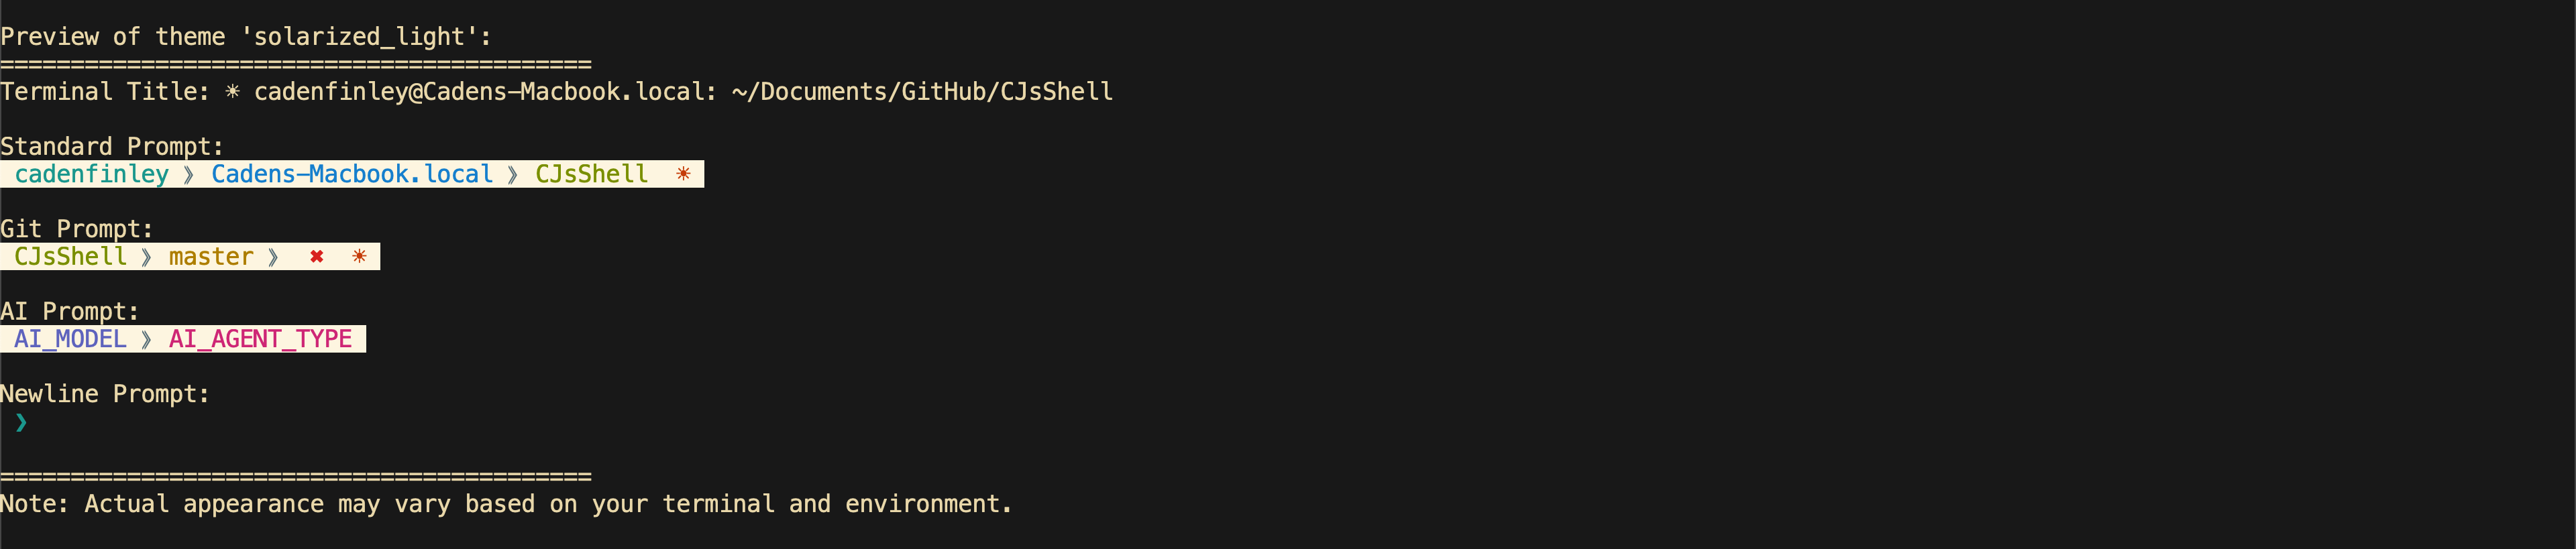 Preview of theme 'solarized_light':
==========================================
Terminal Title: ☀ cadenfinley@Cadens-Macbook.local: ~/Documents/GitHub/CJsShell
Standard Prompt:
cadenfinley 》 Cadens-Macbook.local 》 CJsShell ☀
Git Prompt:
CJsShell 》 master 》 ✖ ☀
AI Prompt:
AI_MODEL 》 AI_AGENT_TYPE
Newline Prompt:
❯
==========================================
Note: Actual appearance may vary based on your terminal and environment.